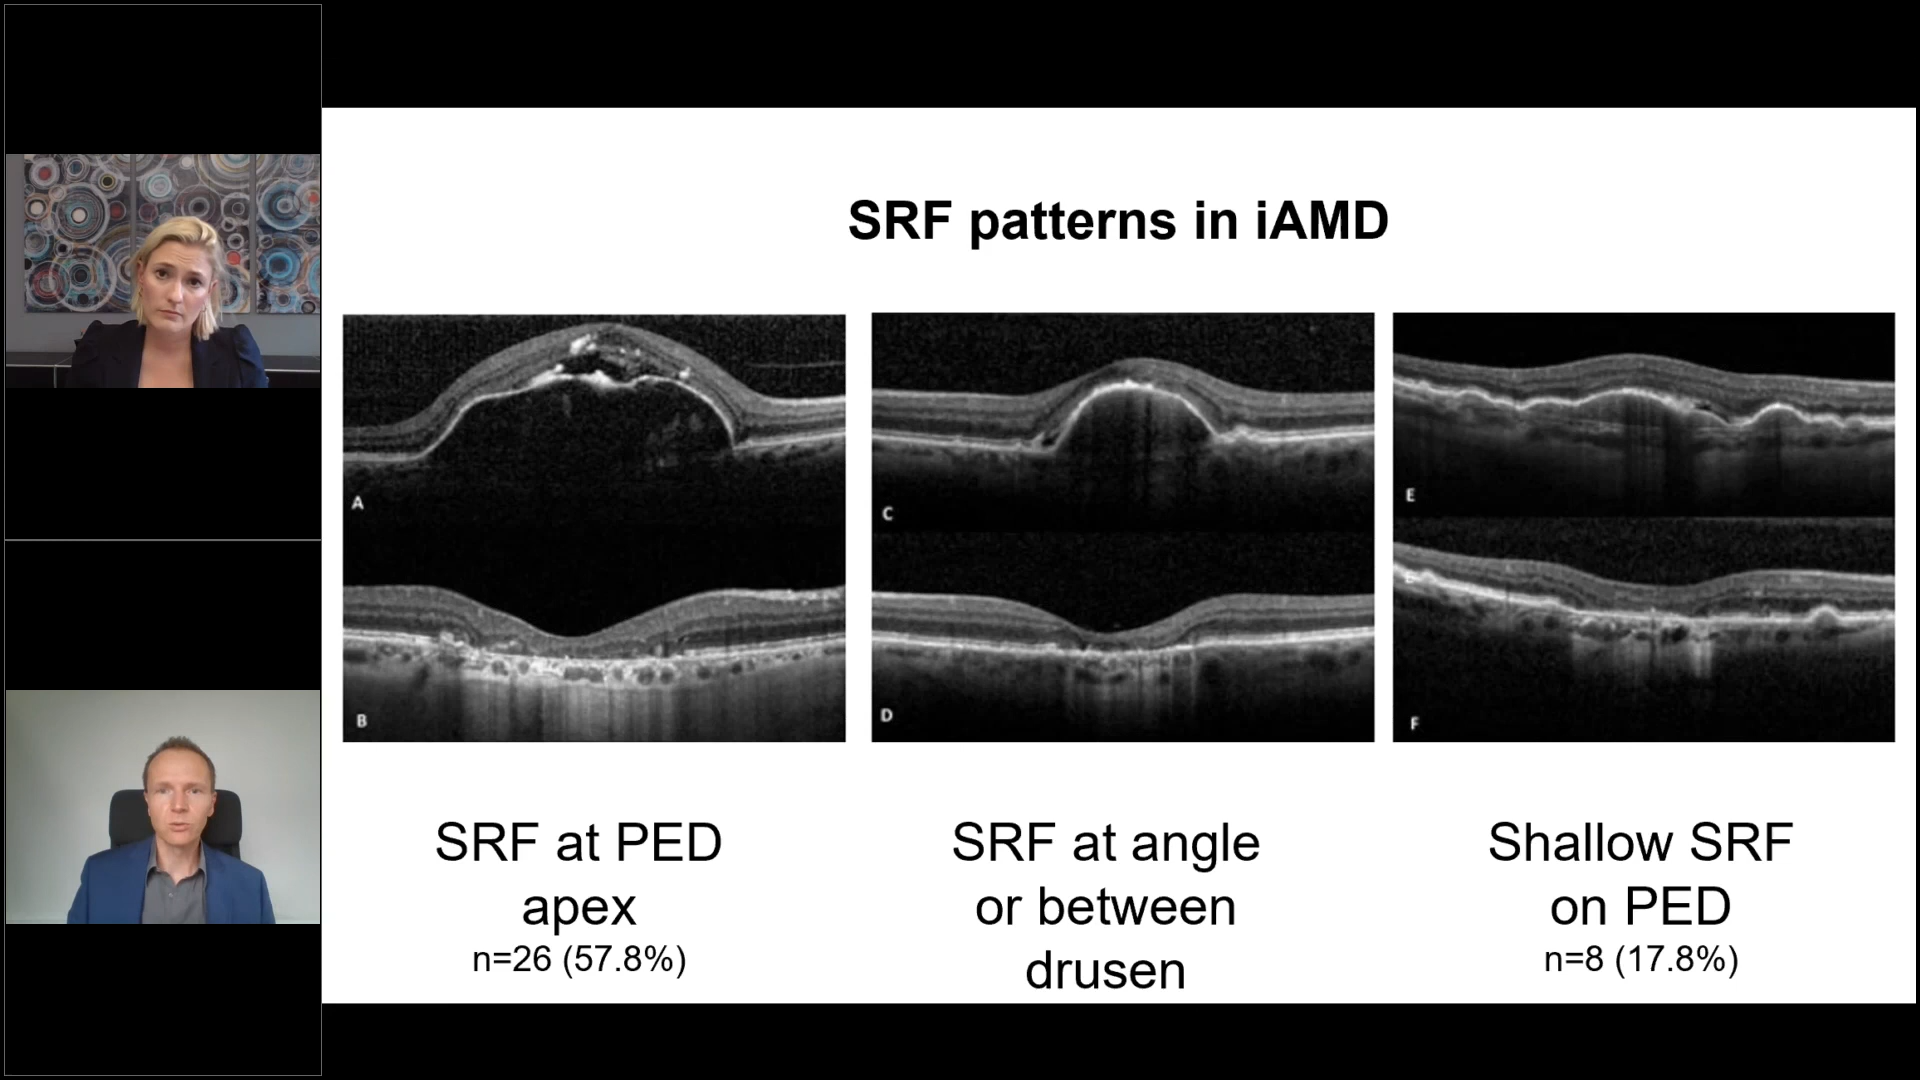 SRF patterns in iAMD
A
B
C
D
E
F
SRF at PED
apex
n=26 (57.8%)
SRF at angle
or between
drusen
Shallow SRF
on PED
n=8 (17.8%)